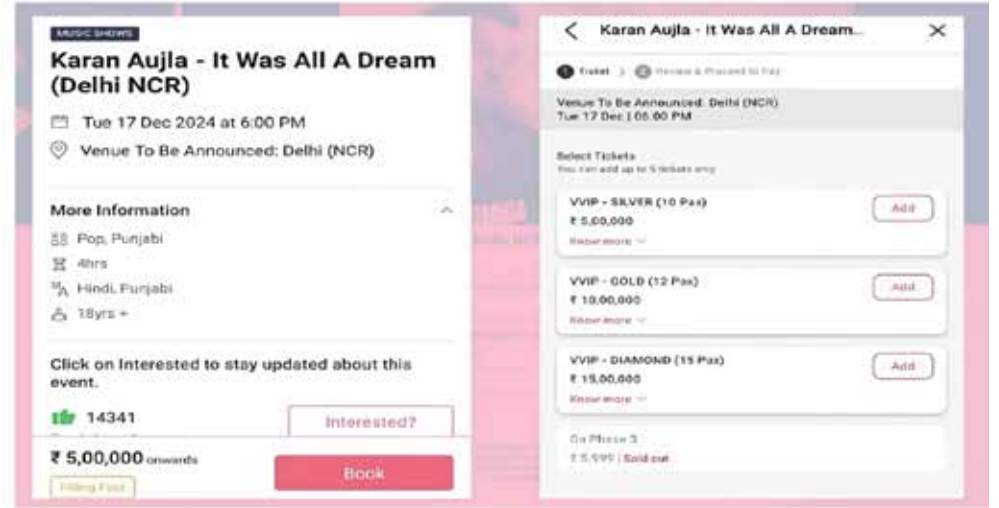 MUSIC SHOWS
Karan Aujla - It Was All A Dream
(Delhi NCR)
Tue 17 Dec 2024 at 6:00 PM
Venue To Be Announced: Delhi (NCR)
More Information
Pop, Punjabi
4hrs
Hindi, Punjabi
18yrs +
Click on Interested to stay updated about this
event.
14341
Interested?
₹ 5,00,000 onwards
Filling Fast
Book
Karan Aujla - It Was All A Dream...
1 Ticket 2 Review & Proceed to Pay
Venue To Be Announced: Delhi (NCR)
Tue 17 Dec | 06:00 PM
Select Tickets
You can add up to 5 tickets only
VVIP - SILVER (10 Pax)
₹ 5,00,000
Know more
Add
VVIP - GOLD (12 Pax)
₹ 10,00,000
Know more
Add
VVIP - DIAMOND (15 Pax)
₹ 15,00,000
Know more
Add
Phase 3
₹ 5,999 | Sold out